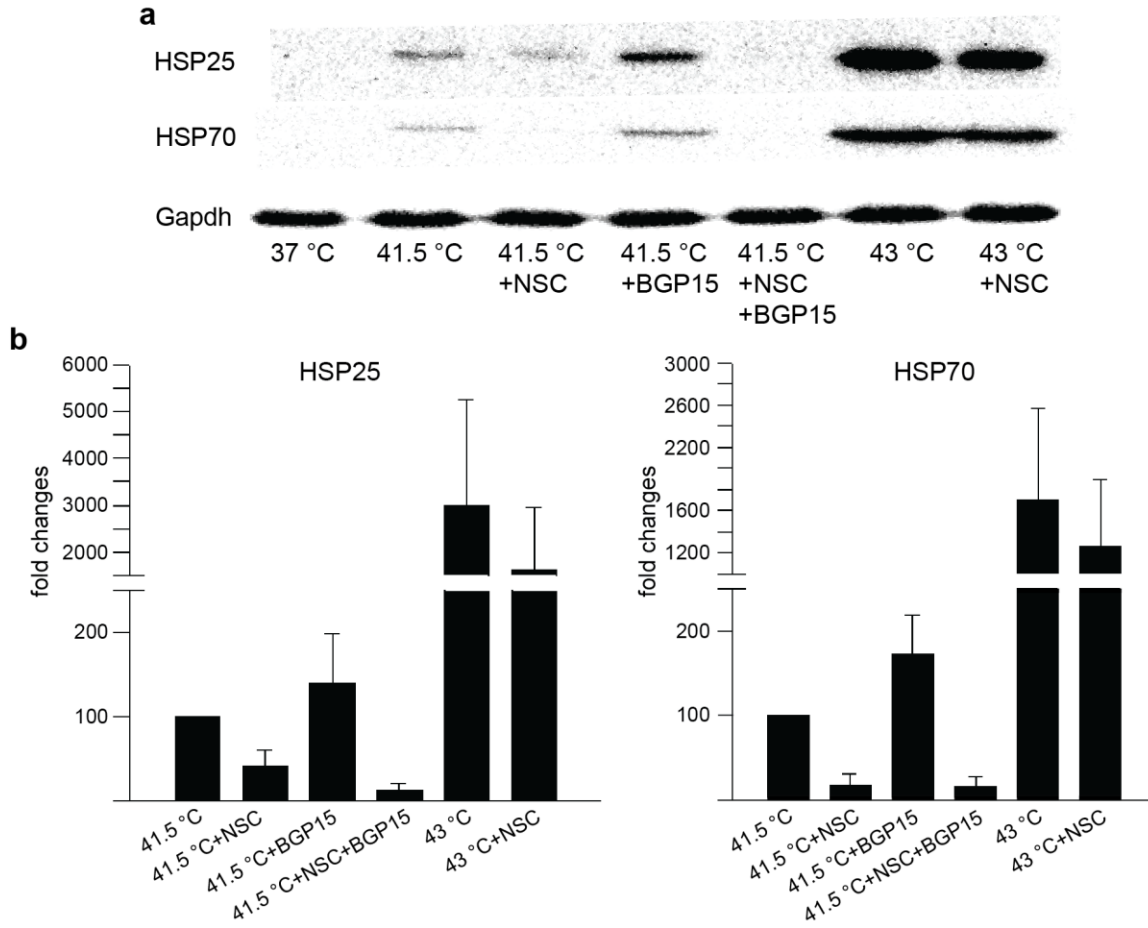 a
HSP25
HSP70
Gapdh
37 °C
41.5 °C
41.5 °C
+NSC
41.5 °C
+BGP15
41.5 °C
+NSC
+BGP15
43 °C
43 °C
+NSC
b
HSP25
fold changes
6000
5000
4000
3000
2000
200
100
41.5 °C
41.5 °C+NSC
41.5 °C+BGP15
41.5 °C+NSC+BGP15
43 °C
43 °C+NSC
HSP70
fold changes
3000
2600
2200
1600
1200
200
100
41.5 °C
41.5 °C+NSC
41.5 °C+BGP15
41.5 °C+NSC+BGP15
43 °C
43 °C+NSC